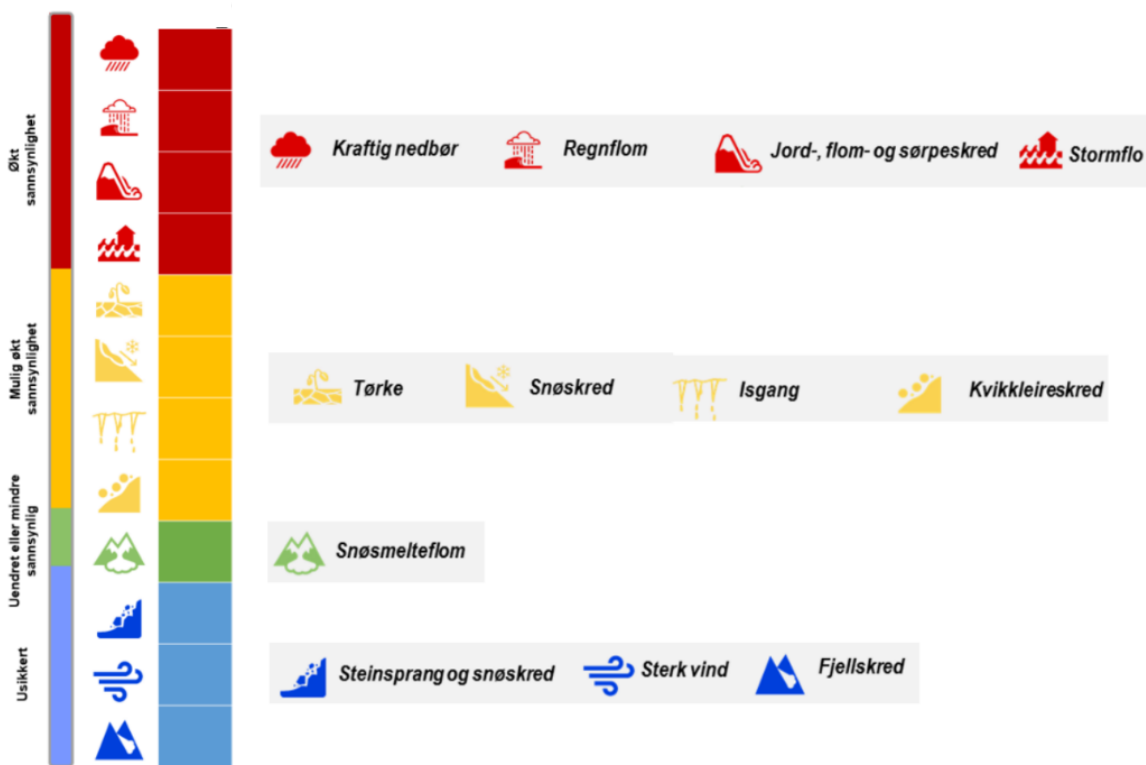 Økt
sannsynlighet
Kraftig nedbør
Regnflom
Jord-, flom- og sørpeskred
Stormflo
Mulig økt
sannsynlighet
Tørke
Snøskred
Isgang
Kvikkleireskred
Uendret eller mindre
sannsynlig
Snøsmelteflom
Usikkert
Steinsprang og snøskred
Sterk vind
Fjellskred